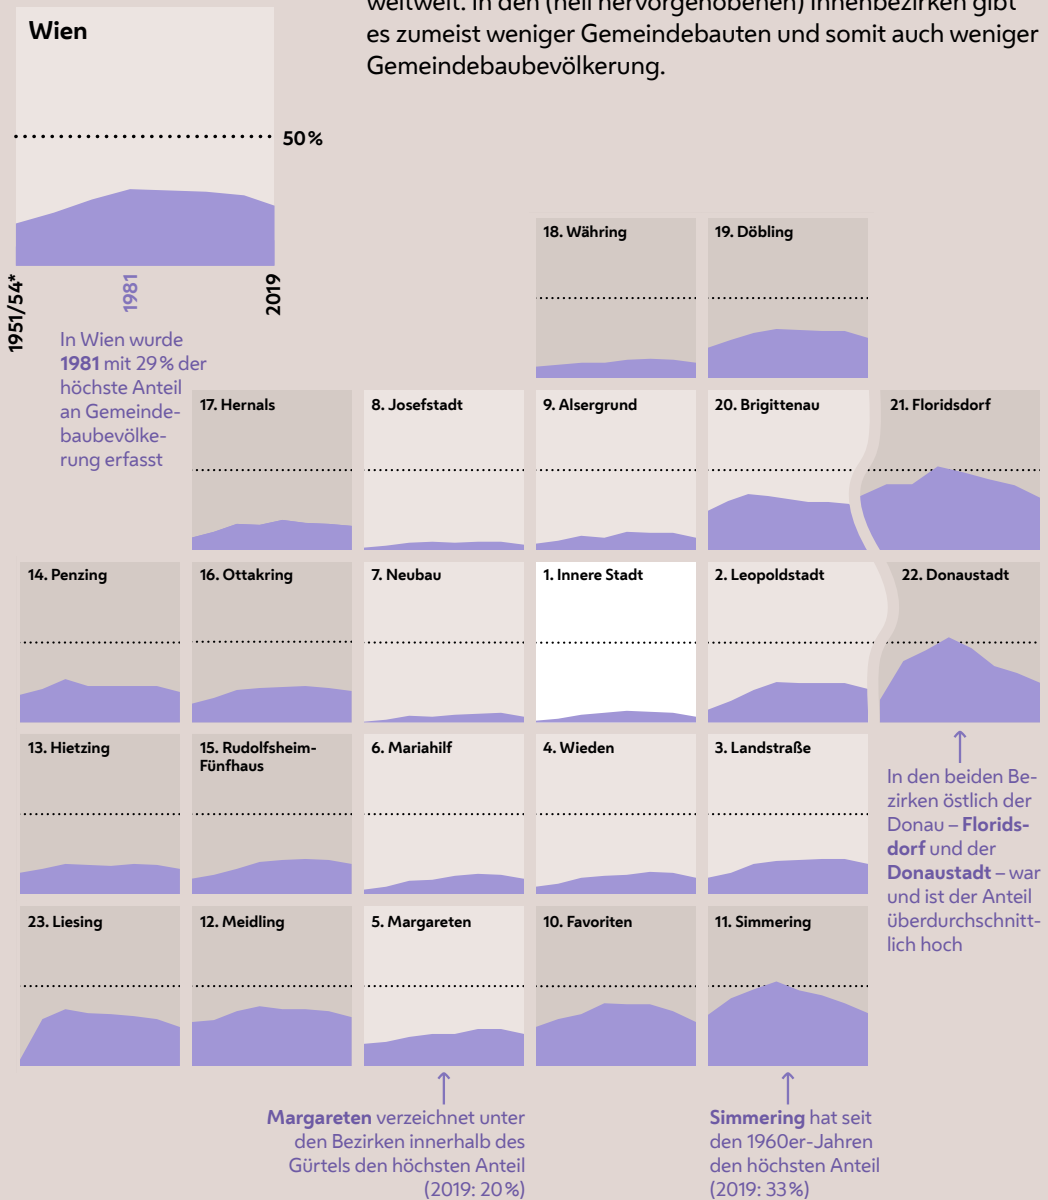 weltweit. In den (hell hervorgehobenen) Innenbezirken gibt
es zumeist weniger Gemeindebauten und somit auch weniger
Gemeindebaubevölkerung.
Wien
50 %
1951/54*
1981
2019
In Wien wurde
1981 mit 29 % der
höchste Anteil
an Gemeinde-
baubevölke-
rung erfasst
18. Währing
19. Döbling
17. Hernals
8. Josefstadt
9. Alsergrund
20. Brigittenau
21. Floridsdorf
14. Penzing
16. Ottakring
7. Neubau
1. Innere Stadt
2. Leopoldstadt
22. Donaustadt
13. Hietzing
15. Rudolfsheim-
Fünfhaus
6. Mariahilf
4. Wieden
3. Landstraße
In den beiden Be-
zirken östlich der
Donau – Florids-
dorf und der
Donaustadt – war
und ist der Anteil
überdurchschnitt-
lich hoch
23. Liesing
12. Meidling
5. Margareten
10. Favoriten
11. Simmering
Margareten verzeichnet unter
den Bezirken innerhalb des
Gürtels den höchsten Anteil
(2019: 20 %)
Simmering hat seit
den 1960er-Jahren
den höchsten Anteil
(2019: 33 %)